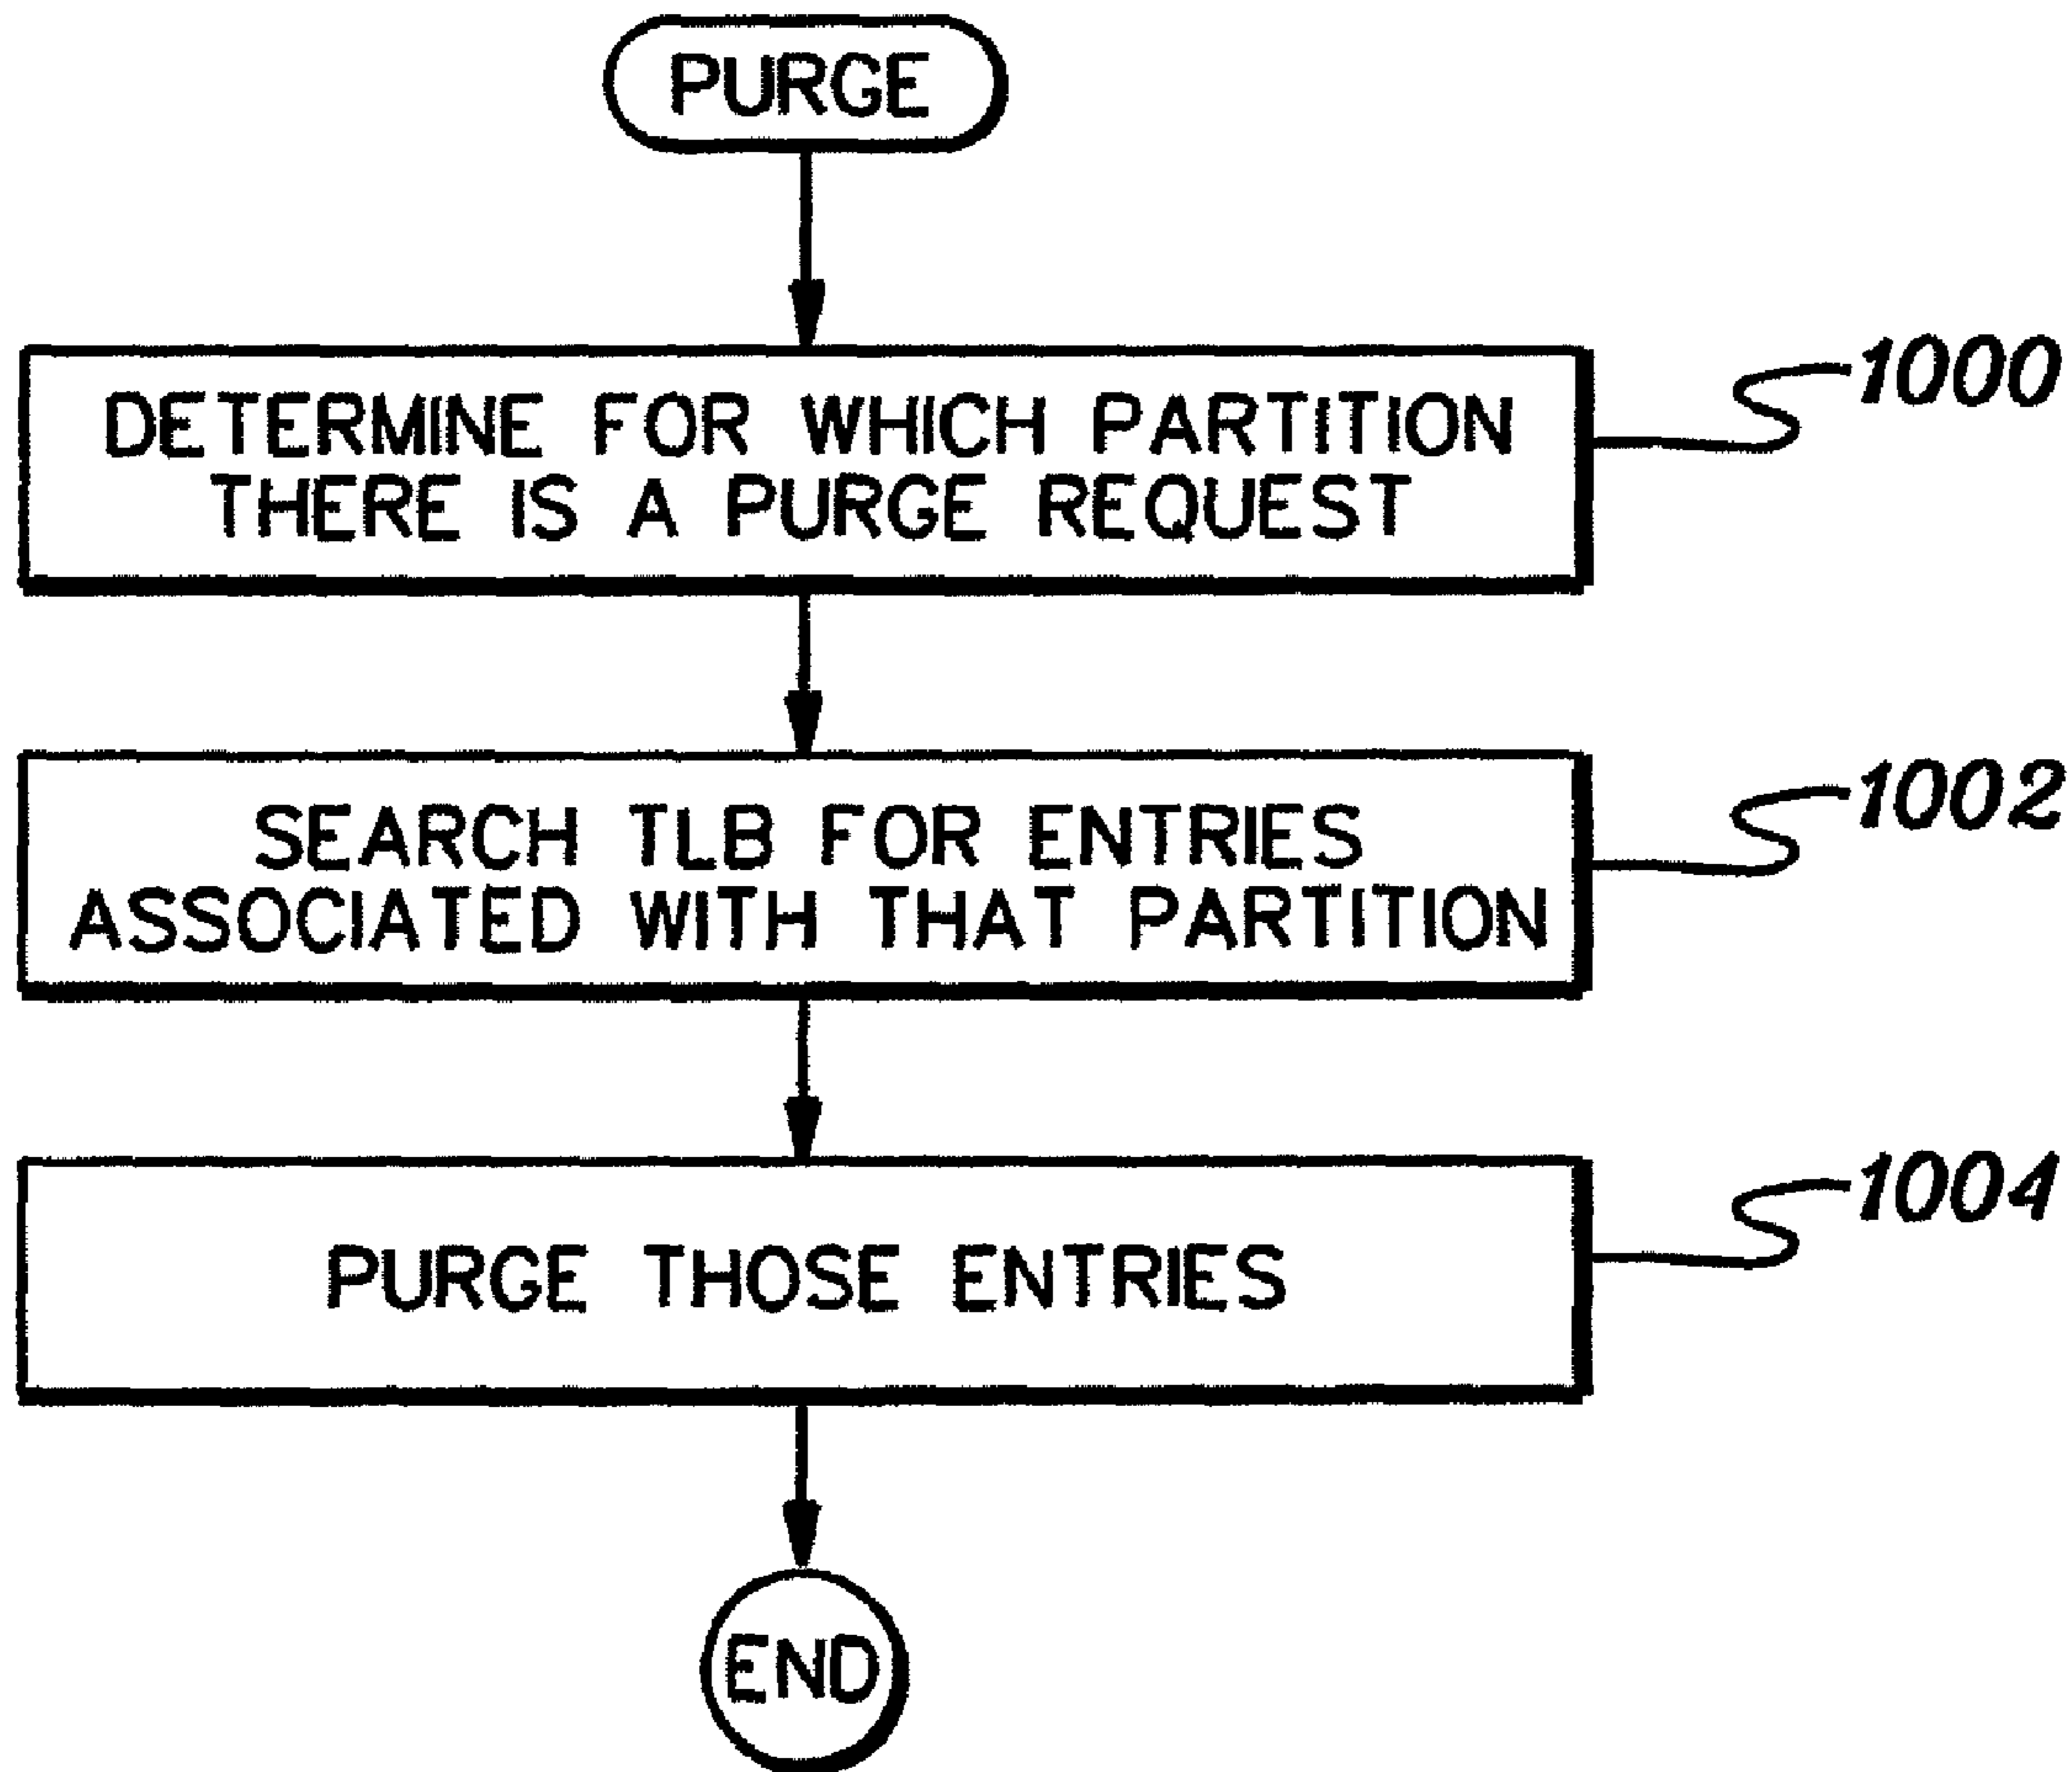 PURGE
DETERMINE FOR WHICH PARTITION
THERE IS A PURGE REQUEST
1000
SEARCH TLB FOR ENTRIES
ASSOCIATED WITH THAT PARTITION
1002
PURGE THOSE ENTRIES
1004
END